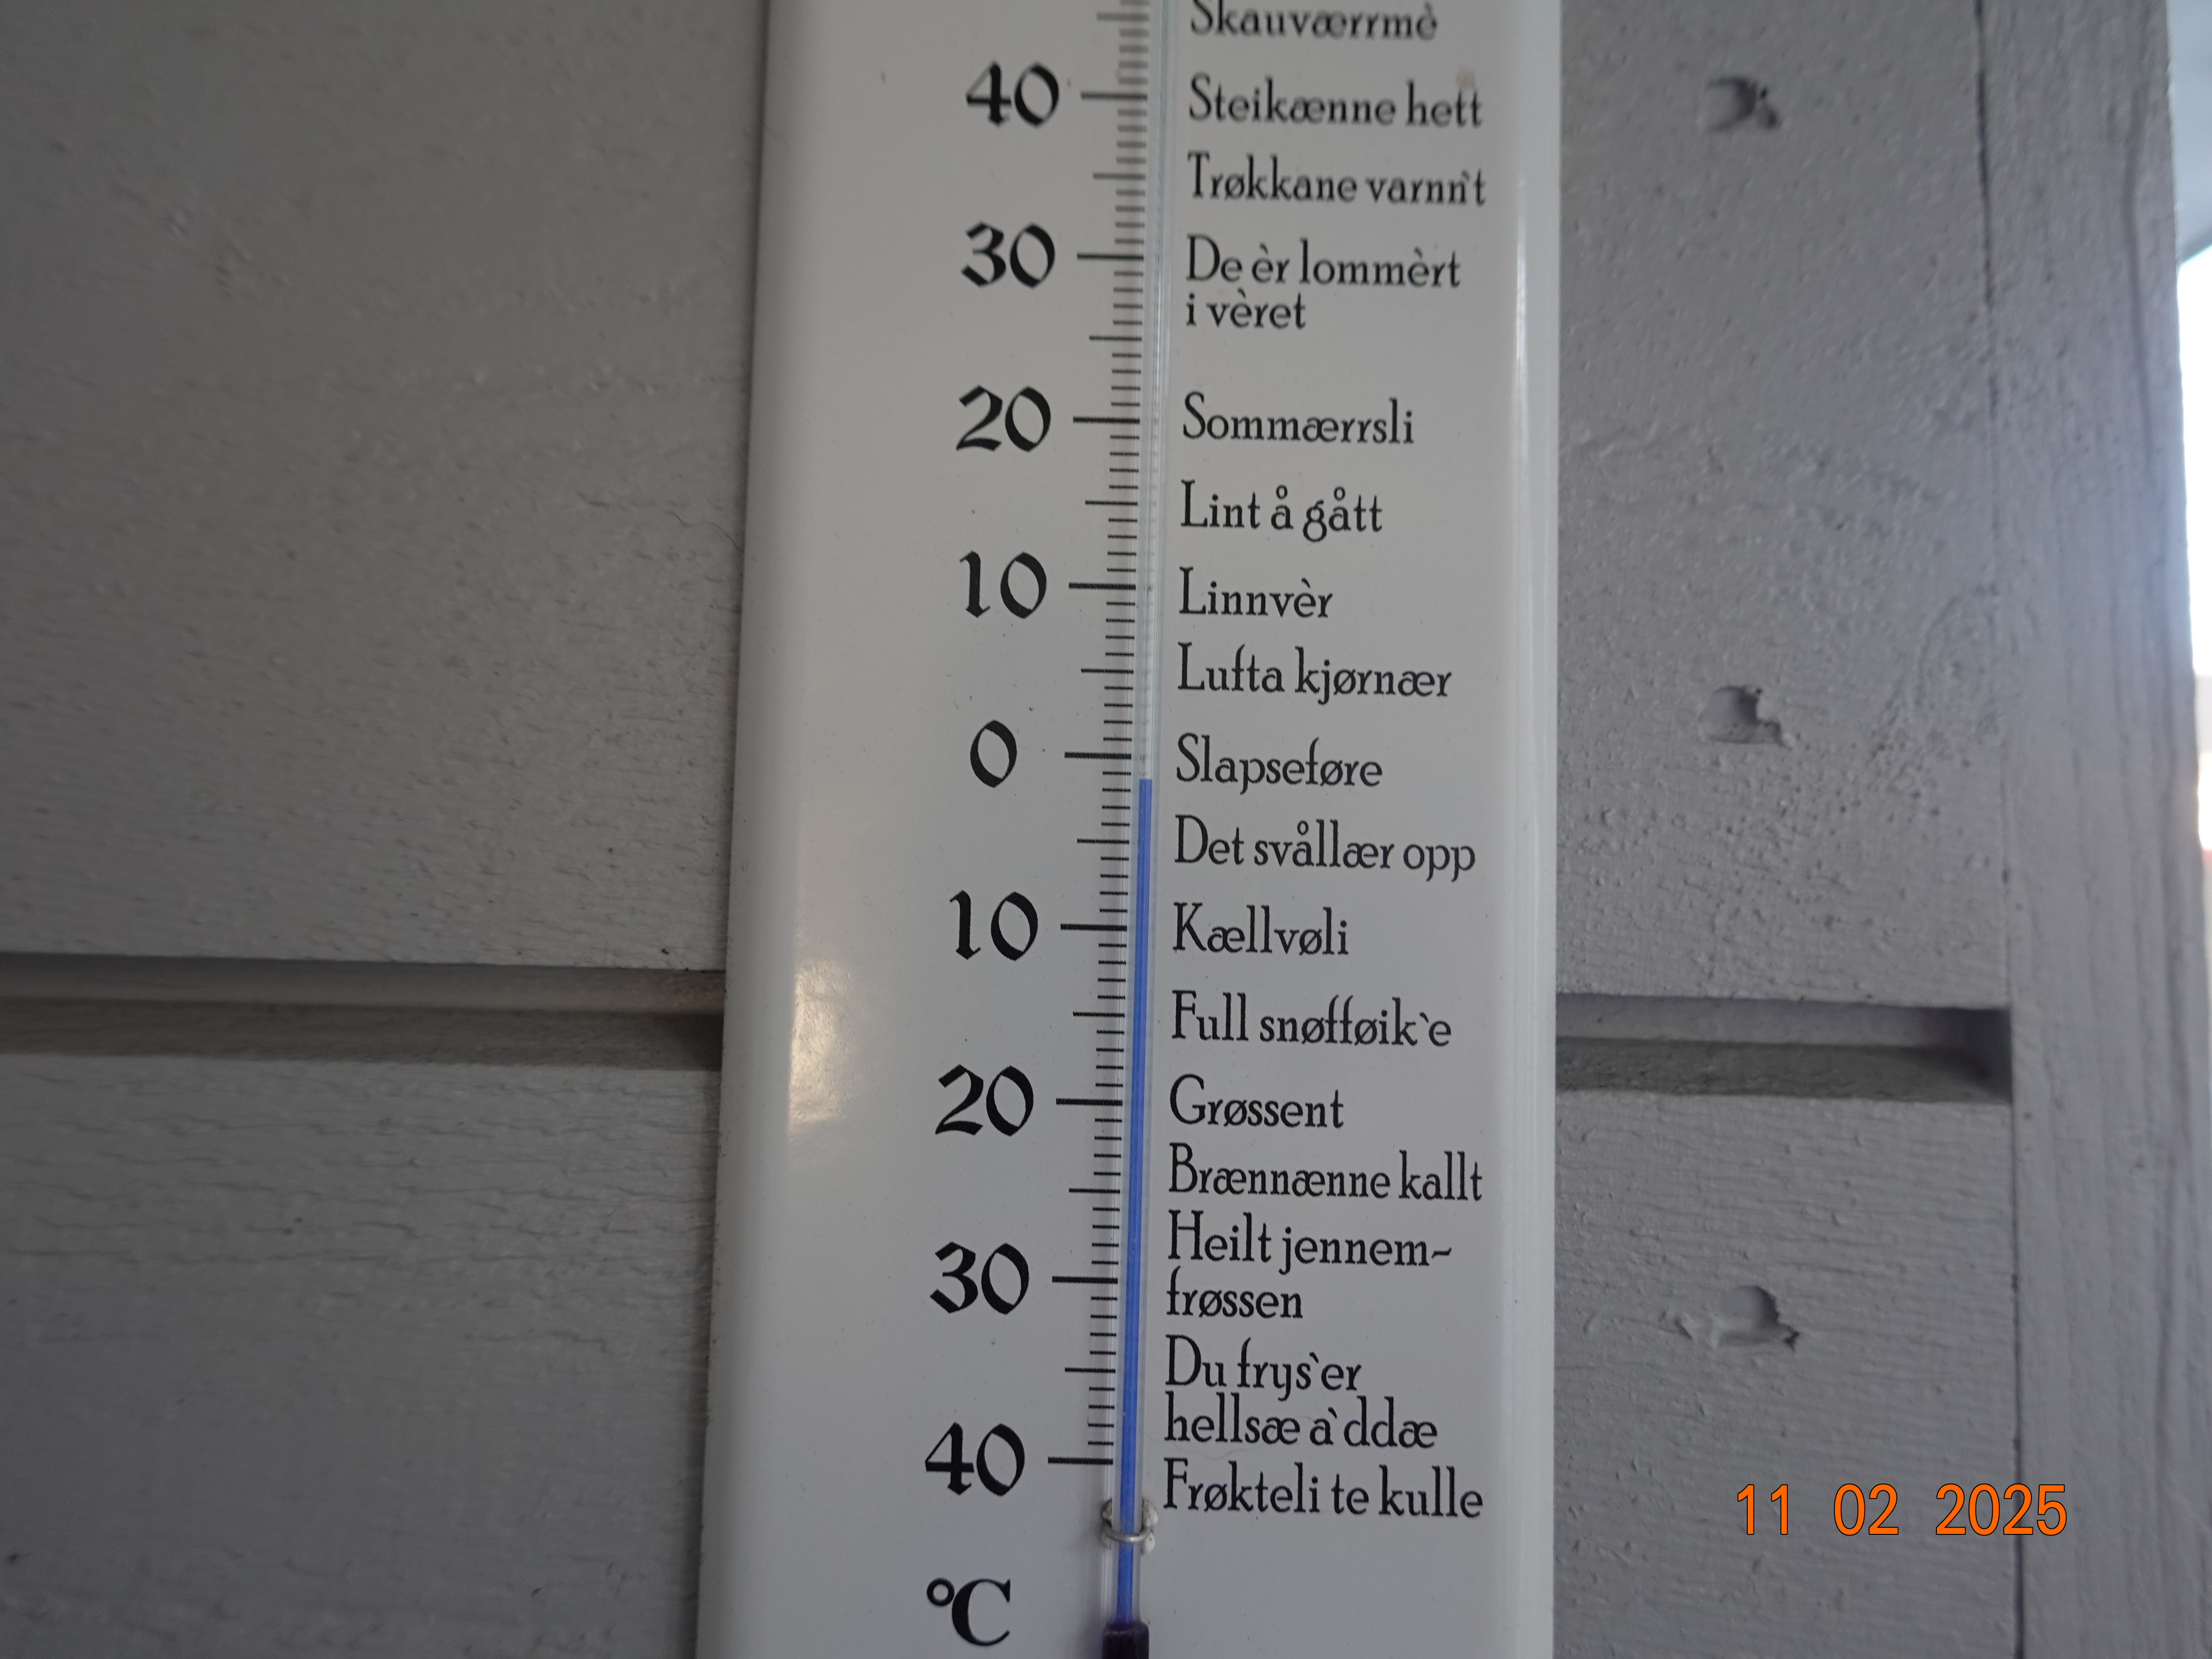 Skauværrmè
40 Steikænne hett
Trøkkane varnn't
30 De èr lommèrt
i vèret
20 Sommærrsli
Lint å gått
10 Linnvèr
Lufta kjørnær
0 Slapseføre
Det svållær opp
10 Kællvøli
Full snøfføik`e
20 Grøssent
Brænnænne kallt
Heilt jennem-
30 frøssen
Du frys`er
hellsæ a`ddæ
40 Frøkteli te kulle
°C
11 02 2025